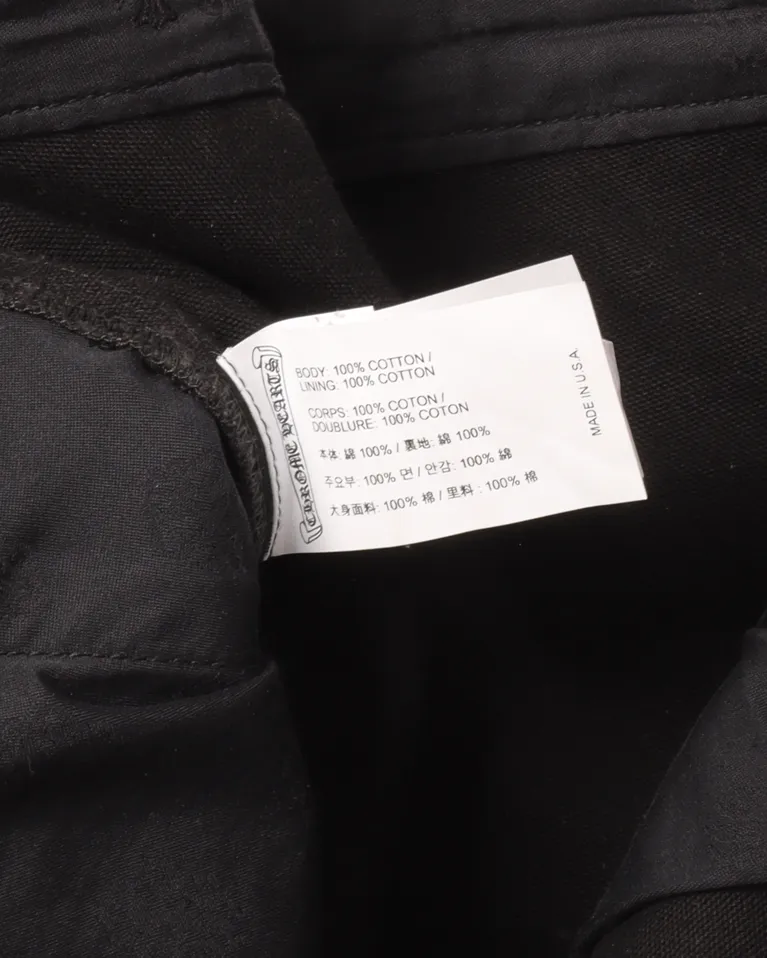 CHROME HEARTS
BODY: 100% COTTON /
LINING: 100% COTTON
CORPS: 100% COTON /
DOUBLURE: 100% COTON
本体: 綿 100% / 裏地: 綿 100%
주요부: 100% 면 / 안감: 100% 綿
大身面料: 100% 棉 / 里料 : 100% 棉
MADE IN U.S.A.